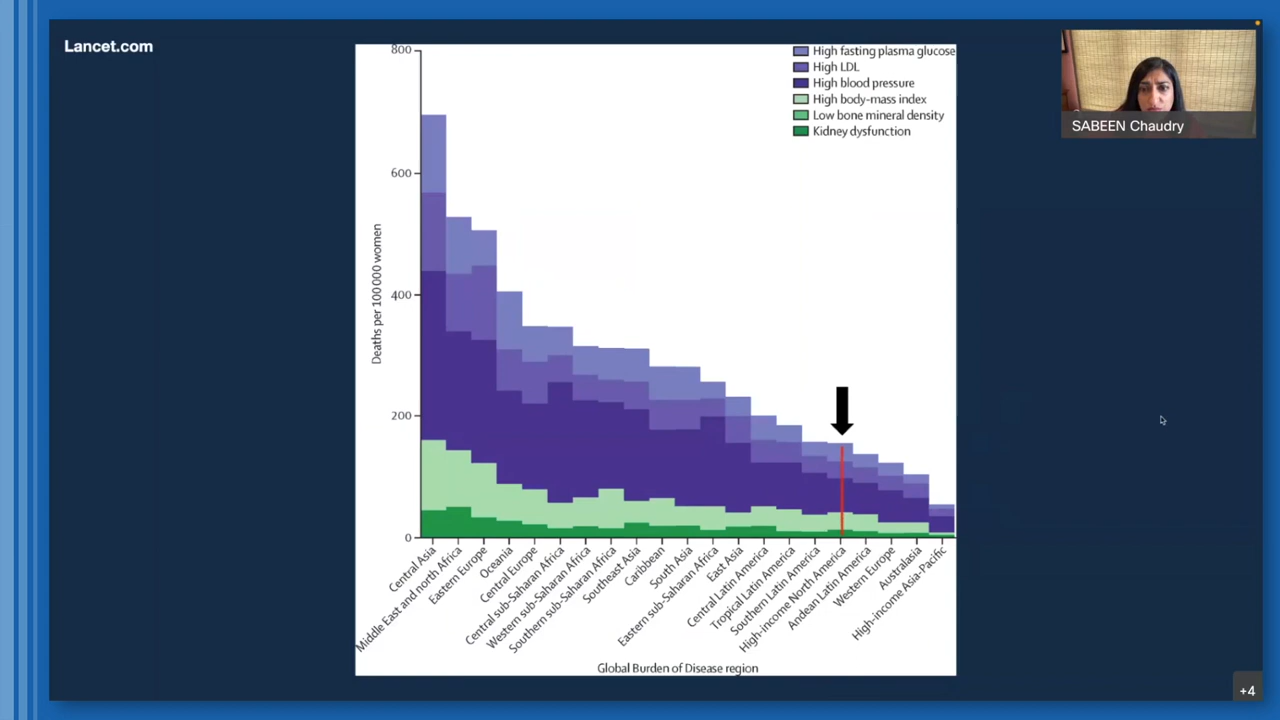 Lancet.com
800
600
400
200
0
Deaths per 100 000 women
High fasting plasma glucose
High LDL
High blood pressure
High body-mass index
Low bone mineral density
Kidney dysfunction
Central Asia
Middle East and north Africa
Eastern Europe
Oceania
Central Europe
Central sub-Saharan Africa
Western sub-Saharan Africa
Southern sub-Saharan Africa
Southeast Asia
Caribbean
South Asia
Eastern sub-Saharan Africa
East Asia
Central Latin America
Tropical Latin America
Southern Latin America
High-income North America
Andean Latin America
Western Europe
Australasia
High-income Asia-Pacific
Global Burden of Disease region
SABEEN Chaudry
+4